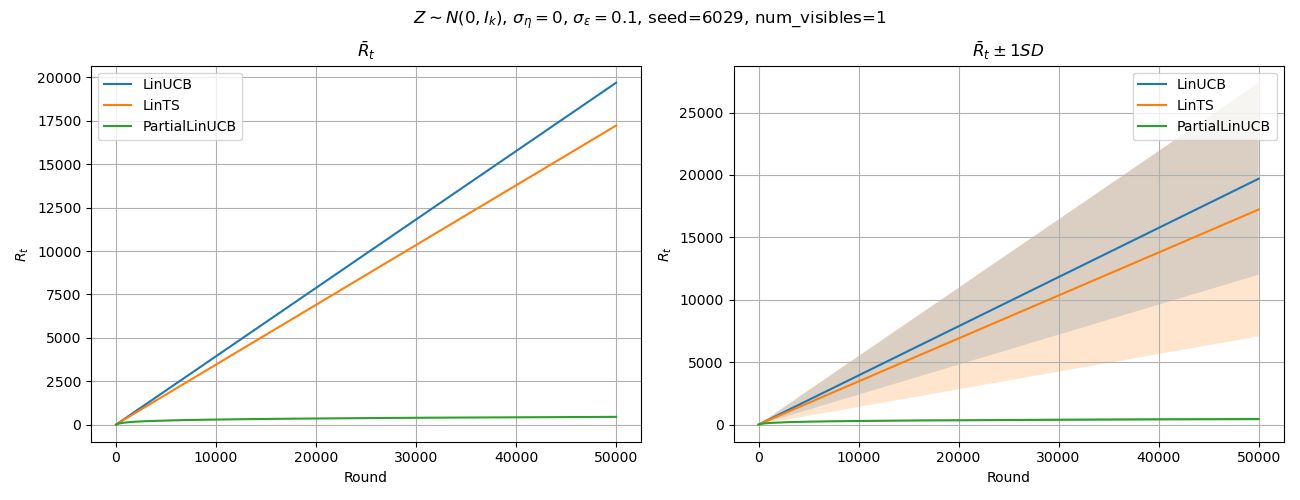 Z ∼ N(0, I_k), σ_η = 0, σ_ε = 0.1, seed=6029, num_visibles=1
R̄_t
20000
17500
15000
12500
10000
7500
5000
2500
0
R_t
LinUCB
LinTS
PartialLinUCB
0 10000 20000 30000 40000 50000
Round
R̄_t ± 1SD
25000
20000
15000
10000
5000
0
R_t
LinUCB
LinTS
PartialLinUCB
0 10000 20000 30000 40000 50000
Round